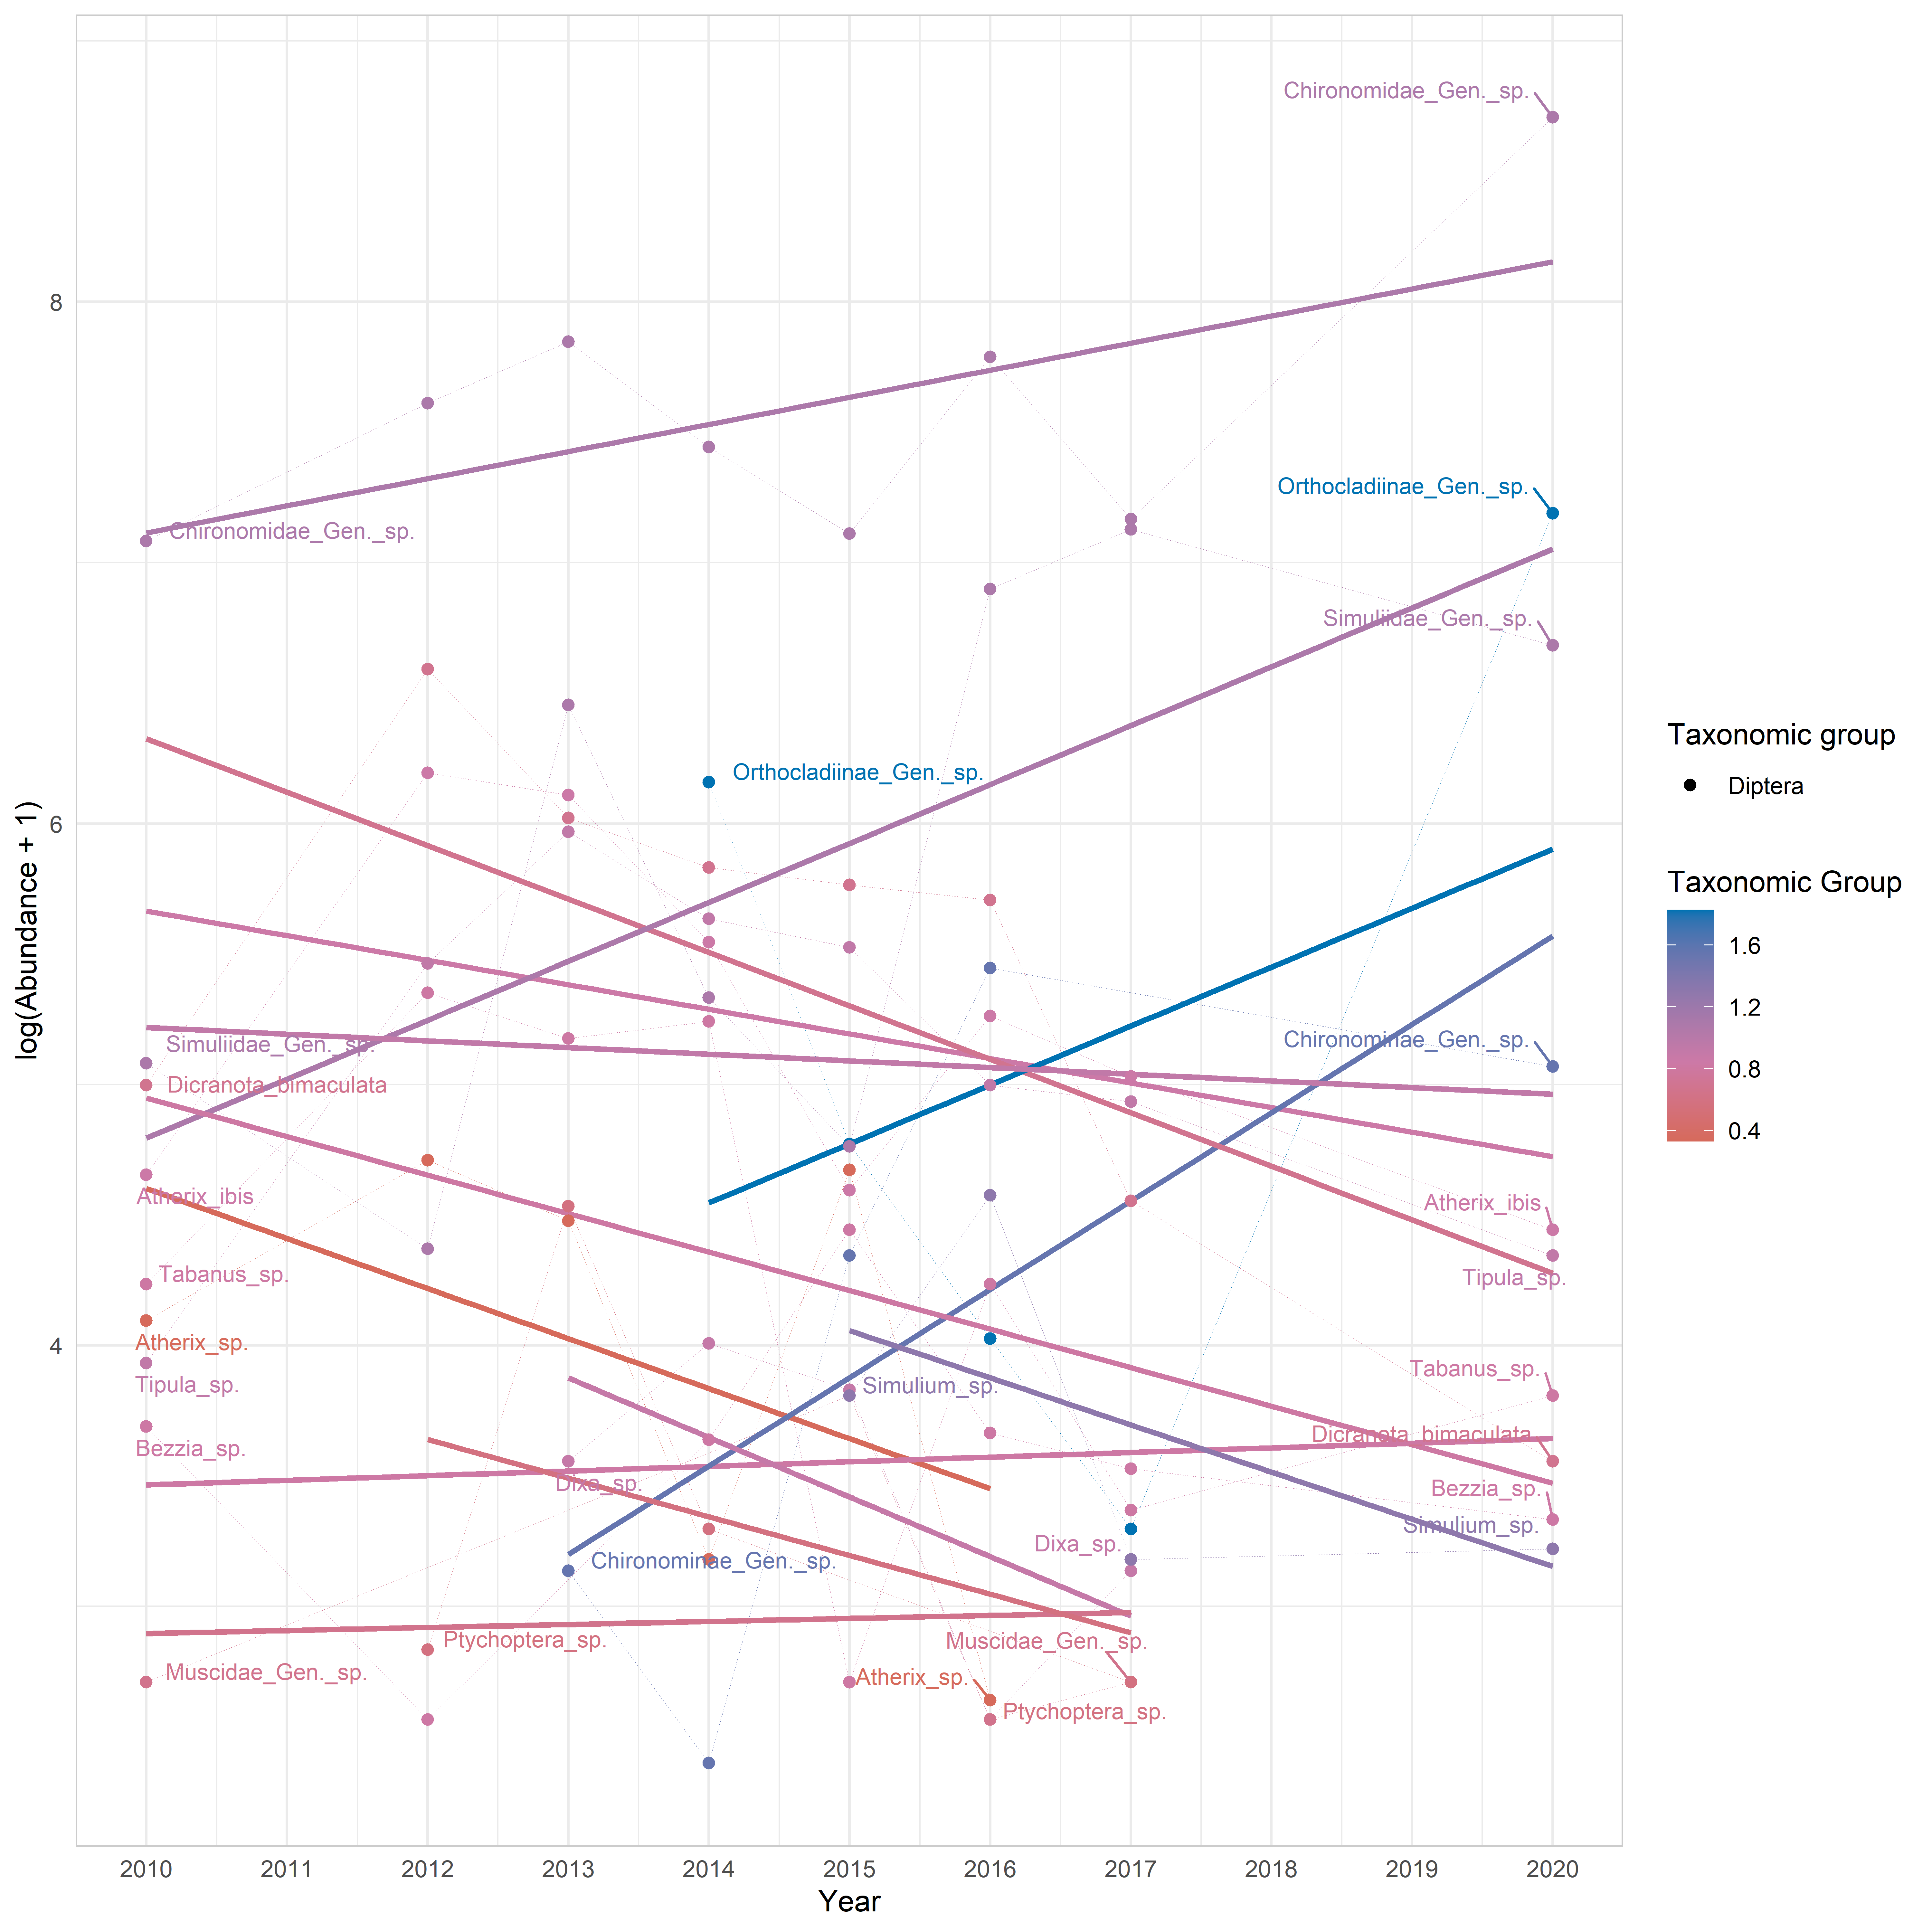 Chironomidae_Gen._sp.
8
Orthocladiinae_Gen._sp.
Chironomidae_Gen._sp.
Simuliidae_Gen._sp.
Taxonomic group
Diptera
Orthocladiinae_Gen._sp.
6
log(Abundance + 1)
Taxonomic Group
1.6
1.2
0.8
0.4
Simuliidae_Gen._sp.
Chironominae_Gen._sp.
Dicranota_bimaculata
Atherix_ibis
Atherix_ibis
Tabanus_sp.
Tipula_sp.
Atherix_sp.
4
Tabanus_sp.
Tipula_sp.
Simulium_sp.
Dicranota_bimaculata
Bezzia_sp.
Dixa_sp.
Bezzia_sp.
Simulium_sp.
Dixa_sp.
Chironominae_Gen._sp.
Ptychoptera_sp.
Muscidae_Gen._sp.
Muscidae_Gen._sp.
Atherix_sp.
Ptychoptera_sp.
2010 2011 2012 2013 2014 2015 2016 2017 2018 2019 2020
Year